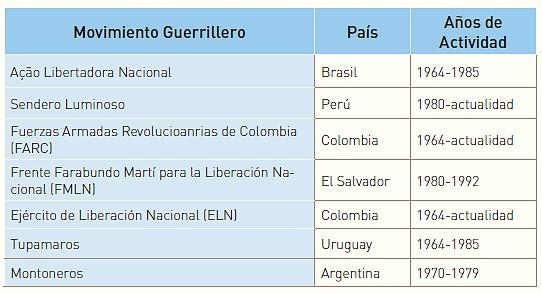 Movimiento Guerrillero País Años de
Actividad
Ação Libertadora Nacional Brasil 1964-1985
Sendero Luminoso Perú 1980-actualidad
Fuerzas Armadas Revolucioanrias de Colombia
(FARC) Colombia 1964-actualidad
Frente Farabundo Martí para la Liberación Na-
cional (FMLN) El Salvador 1980-1992
Ejército de Liberación Nacional (ELN) Colombia 1964-actualidad
Tupamaros Uruguay 1964-1985
Montoneros Argentina 1970-1979